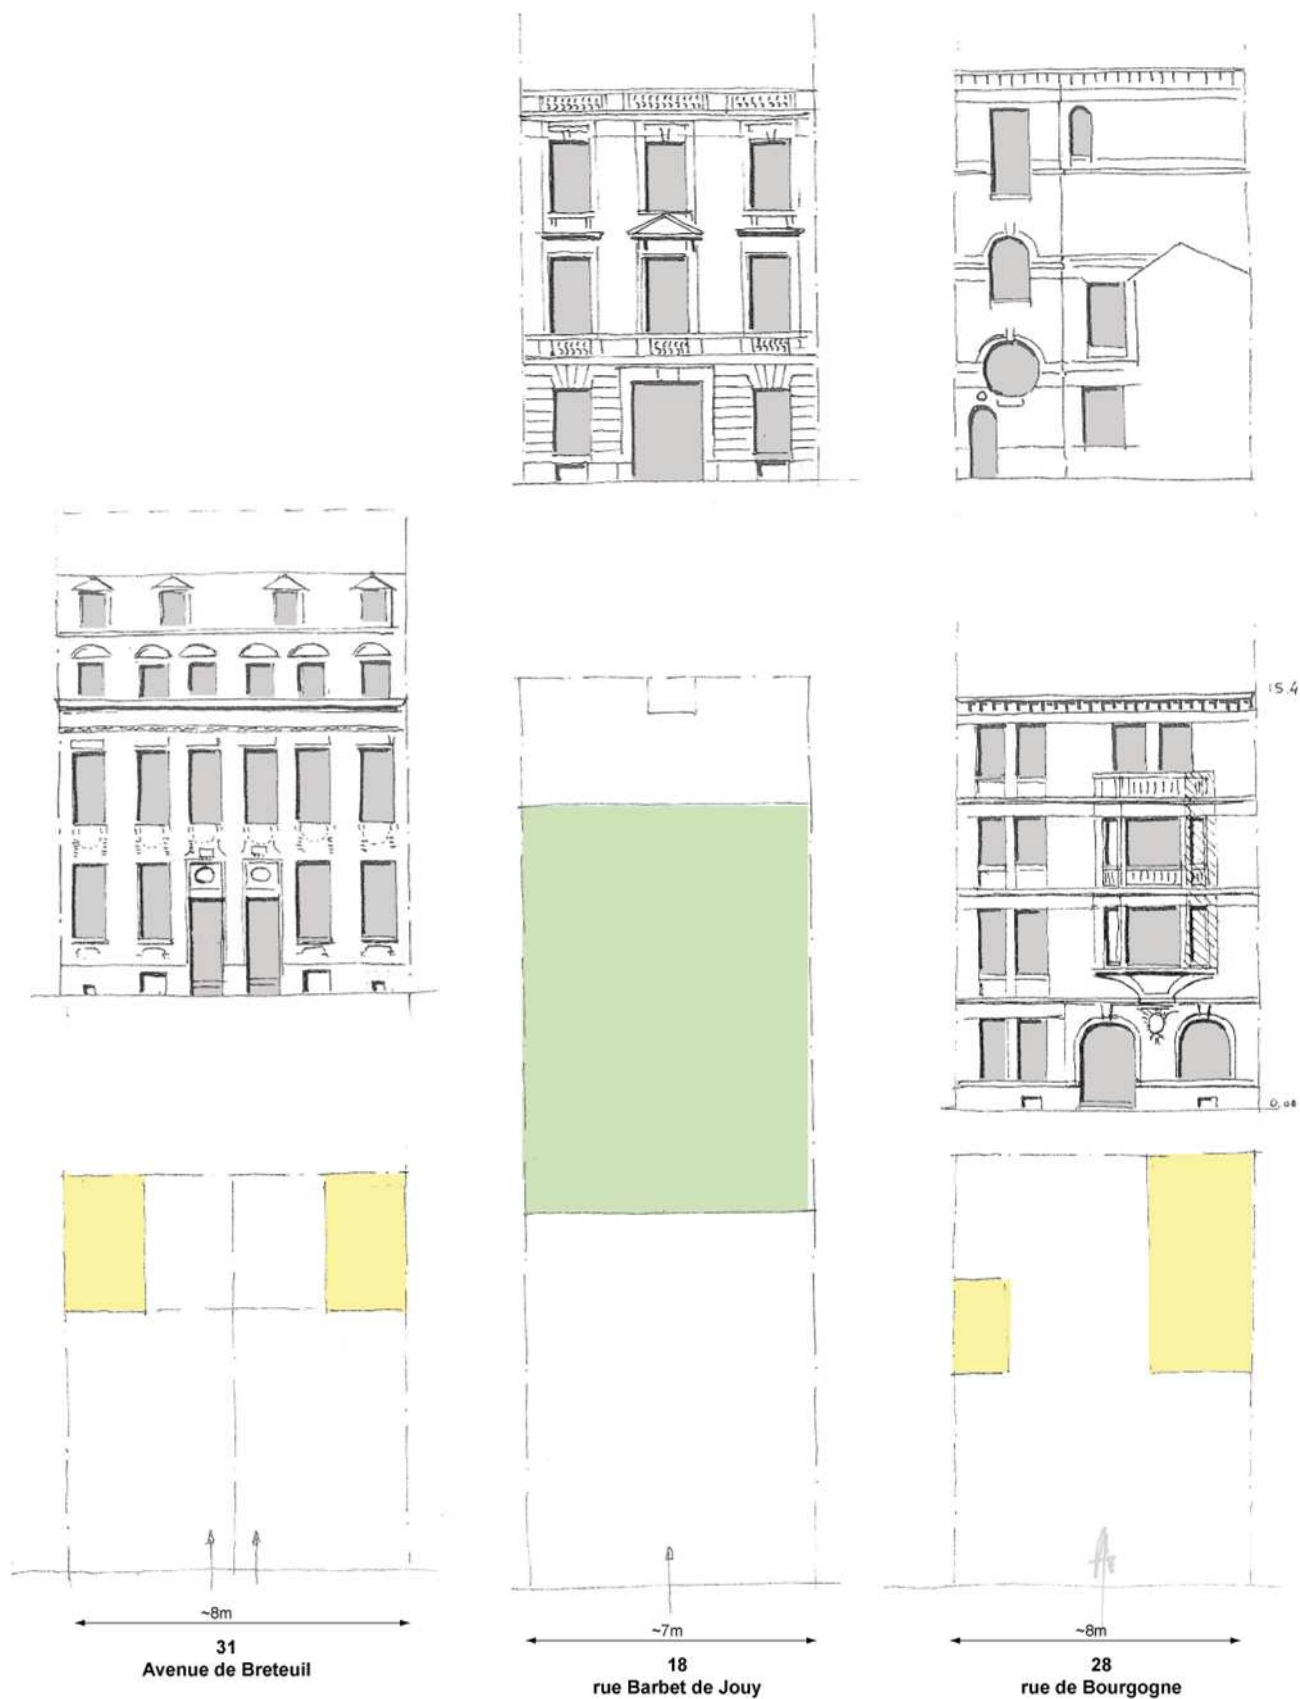 15.4
0,00
~8m
31
Avenue de Breteuil
~7m
18
rue Barbet de Jouy
~8m
28
rue de Bourgogne